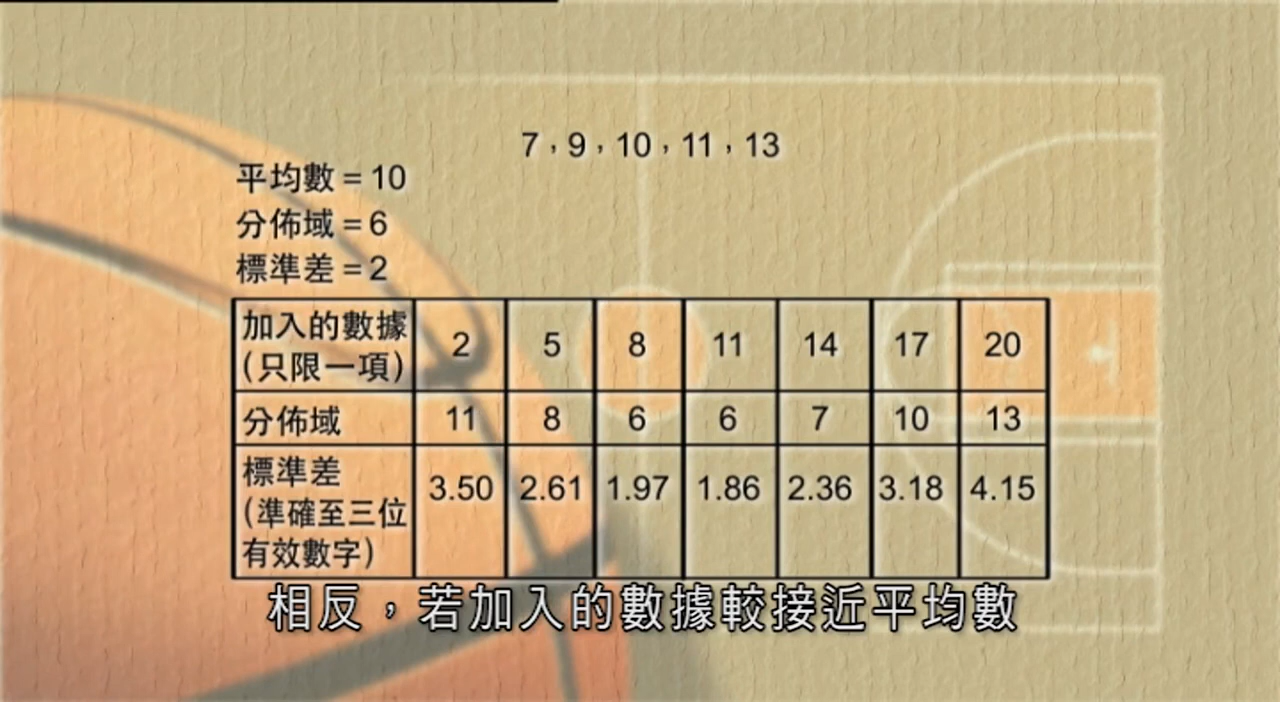 7，9，10，11，13
平均數＝10
分佈域＝6
標準差＝2
加入的數據
(只限一項) 2 5 8 11 14 17 20
分佈域 11 8 6 6 7 10 13
標準差
(準確至三位
有效數字) 3.50 2.61 1.97 1.86 2.36 3.18 4.15
相反，若加入的數據較接近平均數